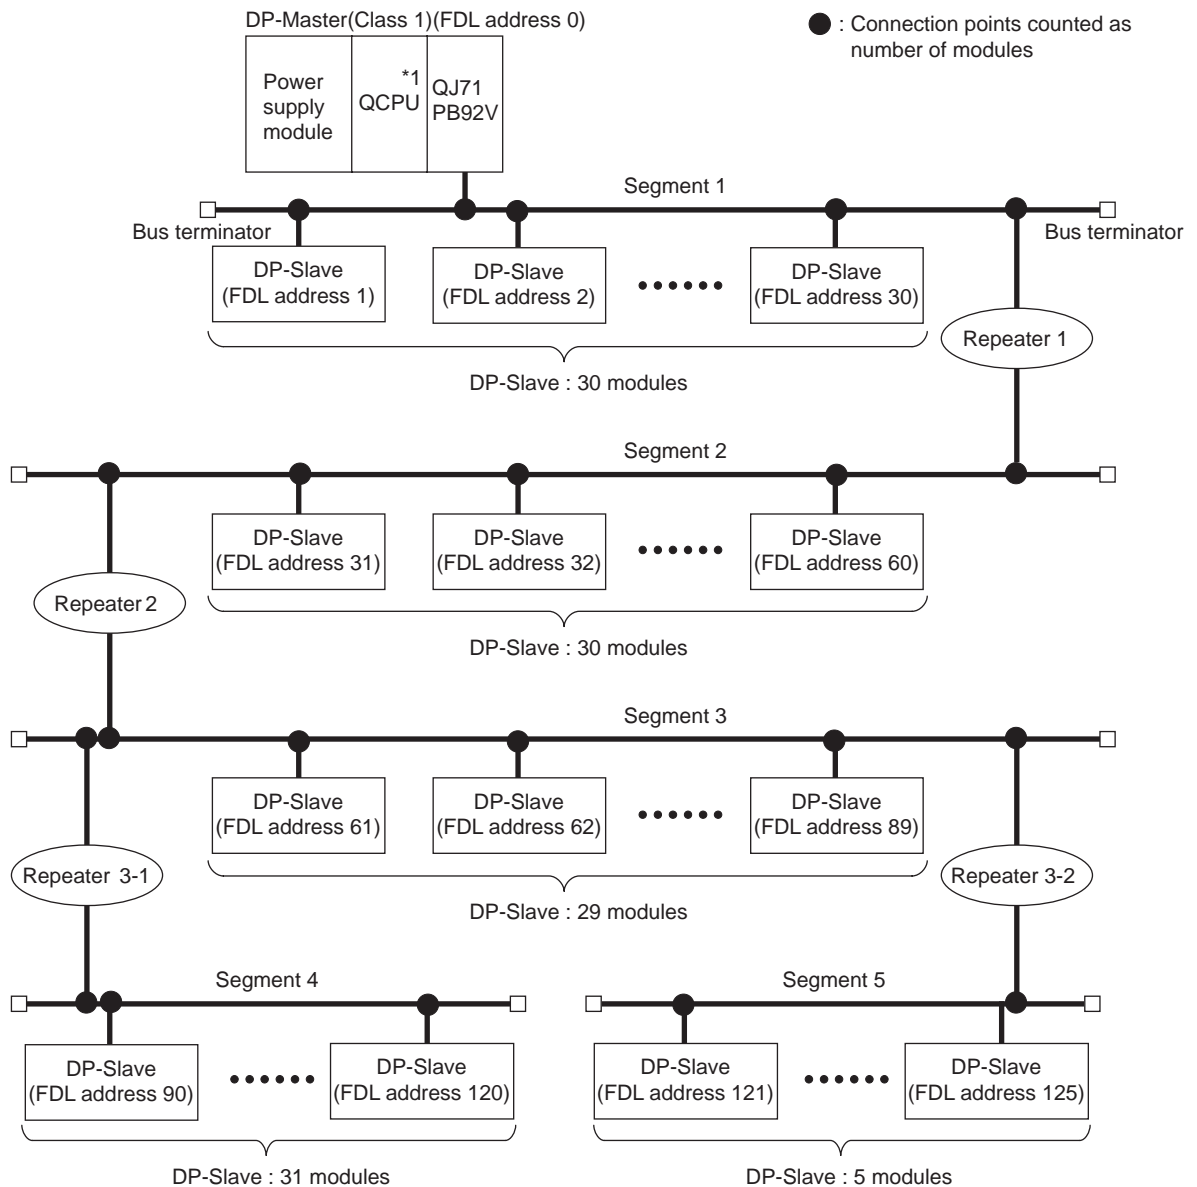 DP-Master(Class 1)(FDL address 0)
: Connection points counted as
number of modules
Power
supply
module
*1
QCPU
QJ71
PB92V
Segment 1
Bus terminator
Bus terminator
DP-Slave
(FDL address 1)
DP-Slave
(FDL address 2)
DP-Slave
(FDL address 30)
Repeater 1
DP-Slave : 30 modules
Segment 2
DP-Slave
(FDL address 31)
DP-Slave
(FDL address 32)
DP-Slave
(FDL address 60)
Repeater 2
DP-Slave : 30 modules
Segment 3
DP-Slave
(FDL address 61)
DP-Slave
(FDL address 62)
DP-Slave
(FDL address 89)
Repeater 3-1
Repeater 3-2
DP-Slave : 29 modules
Segment 4
Segment 5
DP-Slave
(FDL address 90)
DP-Slave
(FDL address 120)
DP-Slave
(FDL address 121)
DP-Slave
(FDL address 125)
DP-Slave : 31 modules
DP-Slave : 5 modules